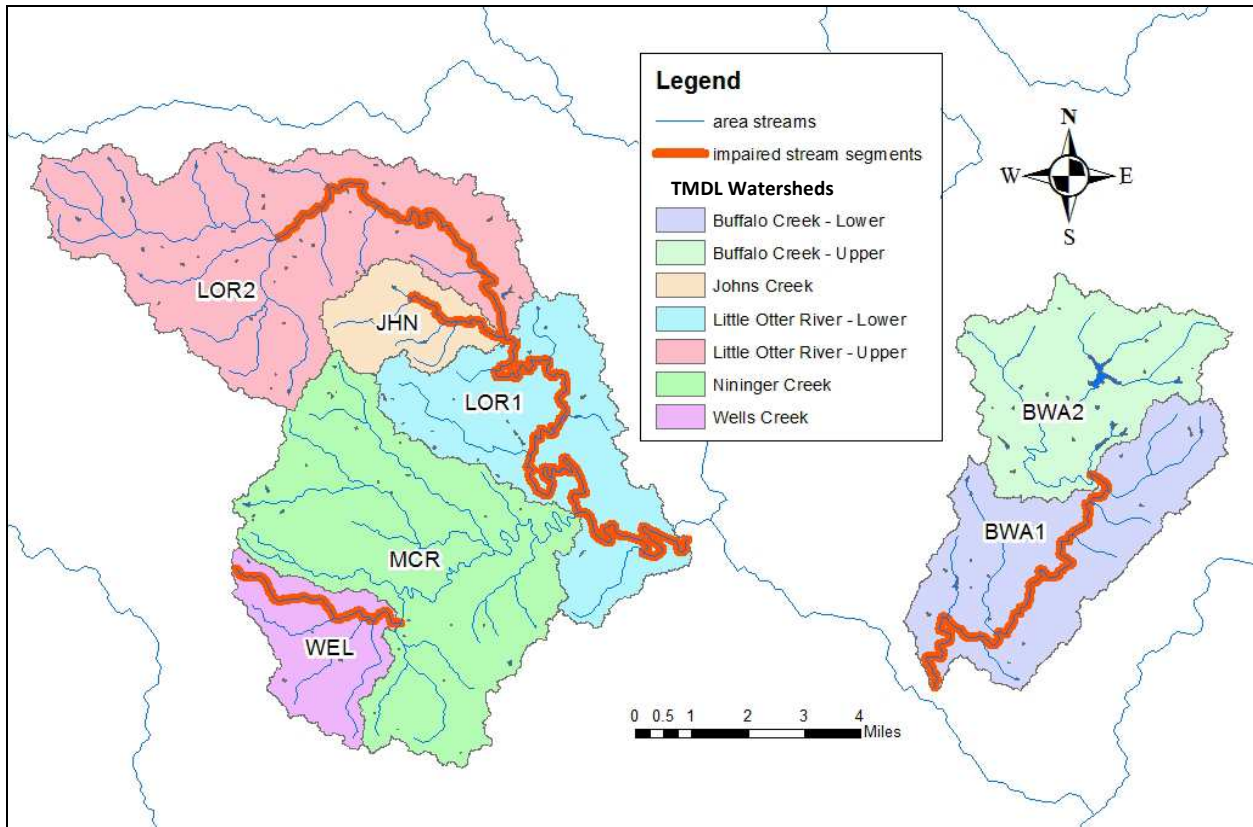 Legend
area streams
impaired stream segments
TMDL Watersheds
Buffalo Creek - Lower
Buffalo Creek - Upper
Johns Creek
Little Otter River - Lower
Little Otter River - Upper
Nininger Creek
Wells Creek
N
W E
S
LOR2
JHN
LOR1
BWA2
BWA1
MCR
WEL
0 0.5 1 2 3 4
Miles